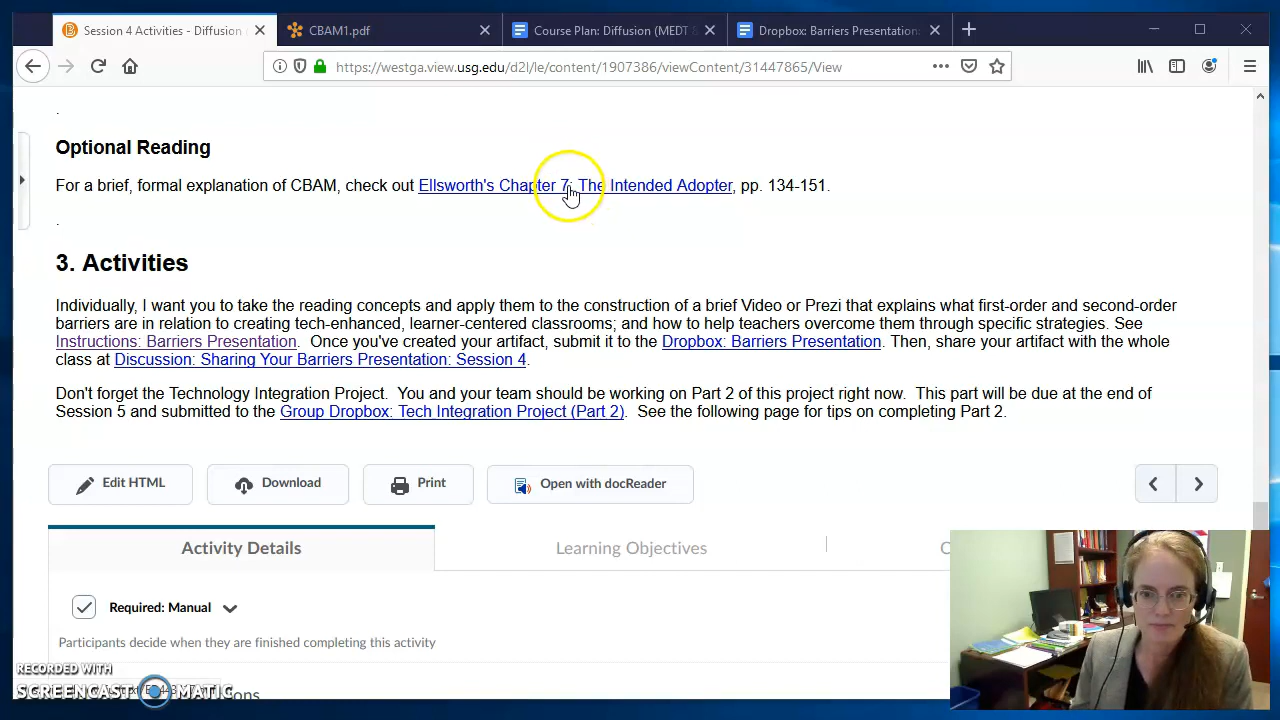 Session 4 Activities - Diffusion (
CBAM1.pdf
Course Plan: Diffusion (MEDT 8
Dropbox: Barriers Presentation:
https://westga.view.usg.edu/d2l/le/content/1907386/viewContent/31447865/View
.
Optional Reading
For a brief, formal explanation of CBAM, check out Ellsworth's Chapter 7: The Intended Adopter, pp. 134-151.
.
3. Activities
Individually, I want you to take the reading concepts and apply them to the construction of a brief Video or Prezi that explains what first-order and second-order
barriers are in relation to creating tech-enhanced, learner-centered classrooms; and how to help teachers overcome them through specific strategies. See
Instructions: Barriers Presentation. Once you've created your artifact, submit it to the Dropbox: Barriers Presentation. Then, share your artifact with the whole
class at Discussion: Sharing Your Barriers Presentation: Session 4.
Don't forget the Technology Integration Project. You and your team should be working on Part 2 of this project right now. This part will be due at the end of
Session 5 and submitted to the Group Dropbox: Tech Integration Project (Part 2). See the following page for tips on completing Part 2.
Edit HTML
Download
Print
Open with docReader
Activity Details
Learning Objectives
C
Required: Manual
Participants decide when they are finished completing this activity
RECORDED WITH
SCREENCAST MATIC